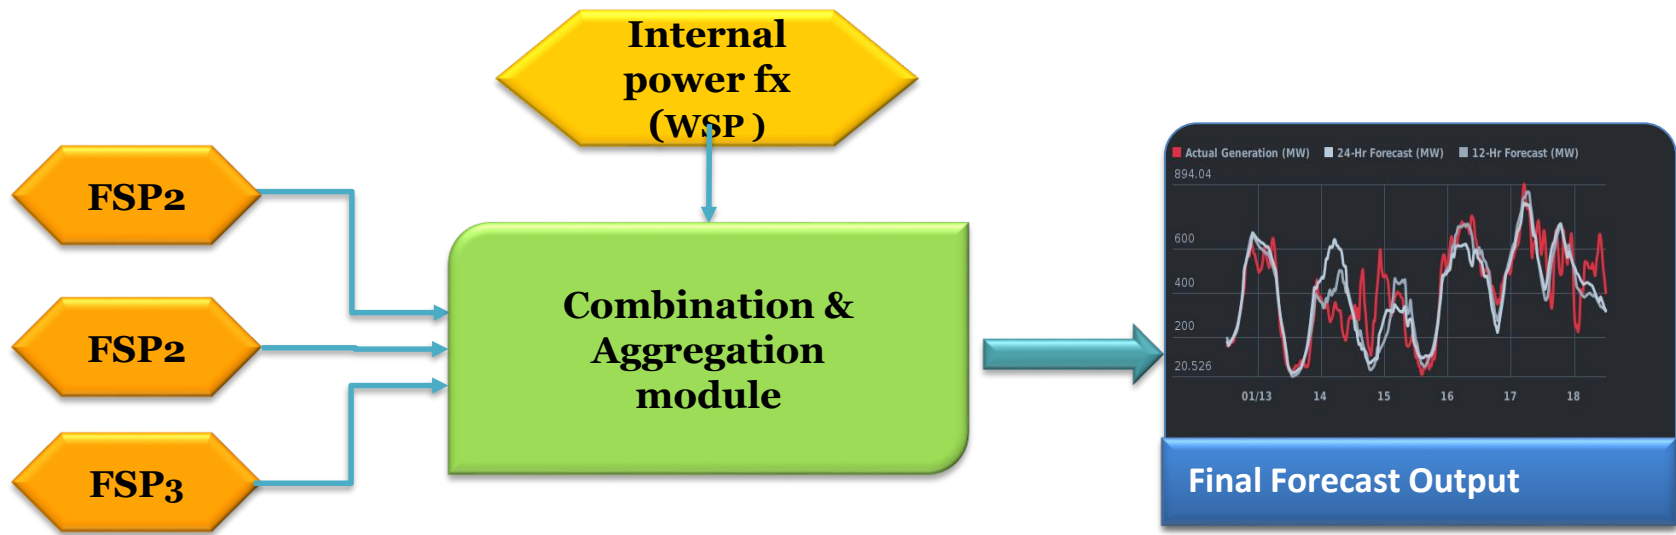 Internal
power fx
(WSP )
FSP2
FSP2
FSP3
Combination &
Aggregation
module
Actual Generation (MW) 24-Hr Forecast (MW) 12-Hr Forecast (MW)
894.04
600
400
200
20.526
01/13 14 15 16 17 18
Final Forecast Output